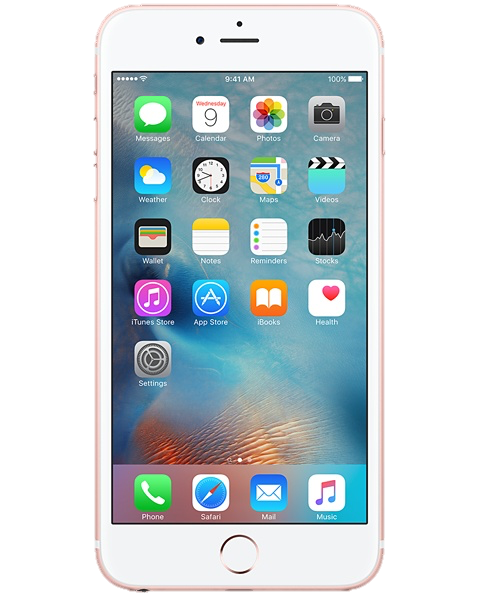 9:41 AM 100%
Wednesday
9
Messages Calendar Photos Camera
280
Weather Clock Maps Videos
Wallet Notes Reminders Stocks
iTunes Store App Store iBooks Health
Settings
Phone Safari Mail Music